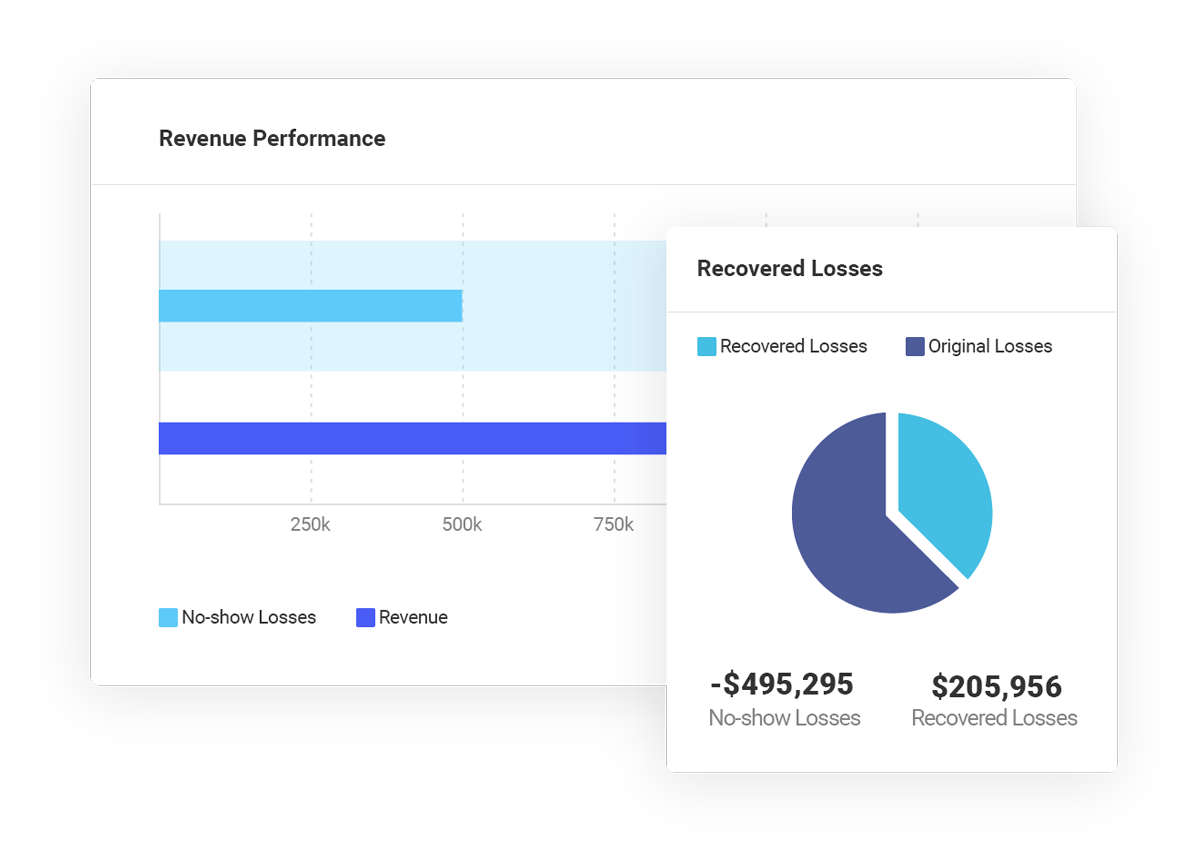 Revenue Performance
250k 500k 750k
No-show Losses Revenue
Recovered Losses
Recovered Losses Original Losses
-$495,295 $205,956
No-show Losses Recovered Losses